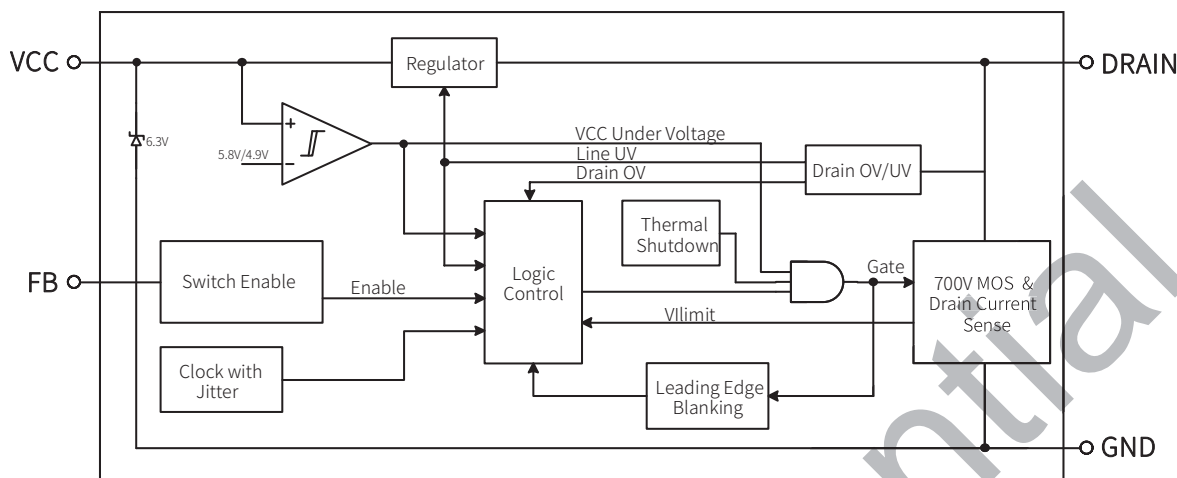 VCC
Regulator
DRAIN
+
6.3V
5.8V/4.9V
−
VCC Under Voltage
Line UV
Drain OV
Drain OV/UV
Thermal
Shutdown
FB
Switch Enable
Enable
Logic
Control
Gate
700V MOS &
Drain Current
Sense
VIlimit
Clock with
Jitter
Leading Edge
Blanking
GND
ntial